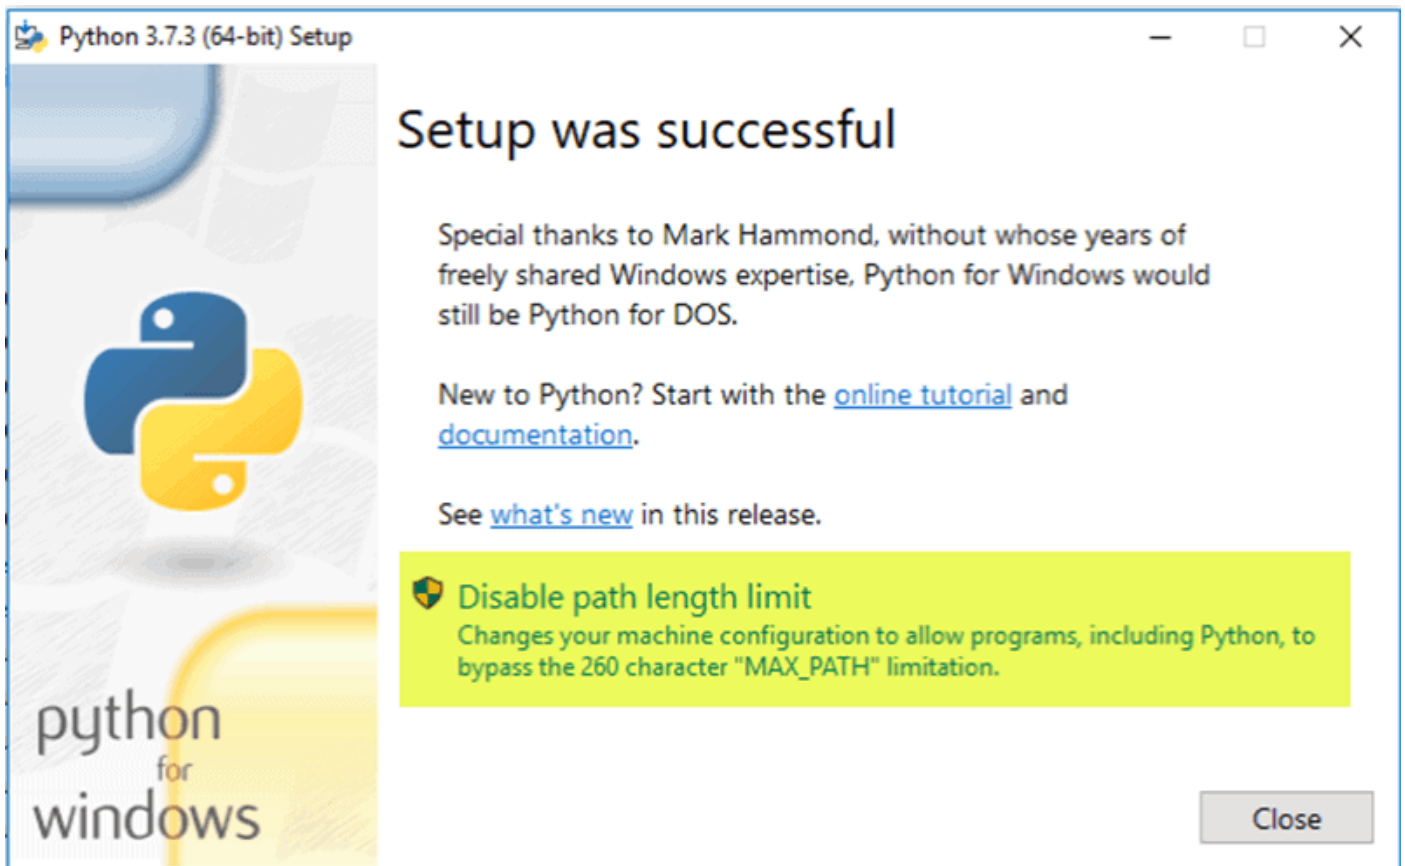 Python 3.7.3 (64-bit) Setup
Setup was successful
Special thanks to Mark Hammond, without whose years of
freely shared Windows expertise, Python for Windows would
still be Python for DOS.
New to Python? Start with the online tutorial and
documentation.
See what's new in this release.
Disable path length limit
Changes your machine configuration to allow programs, including Python, to
bypass the 260 character "MAX_PATH" limitation.
python
for
windows
Close